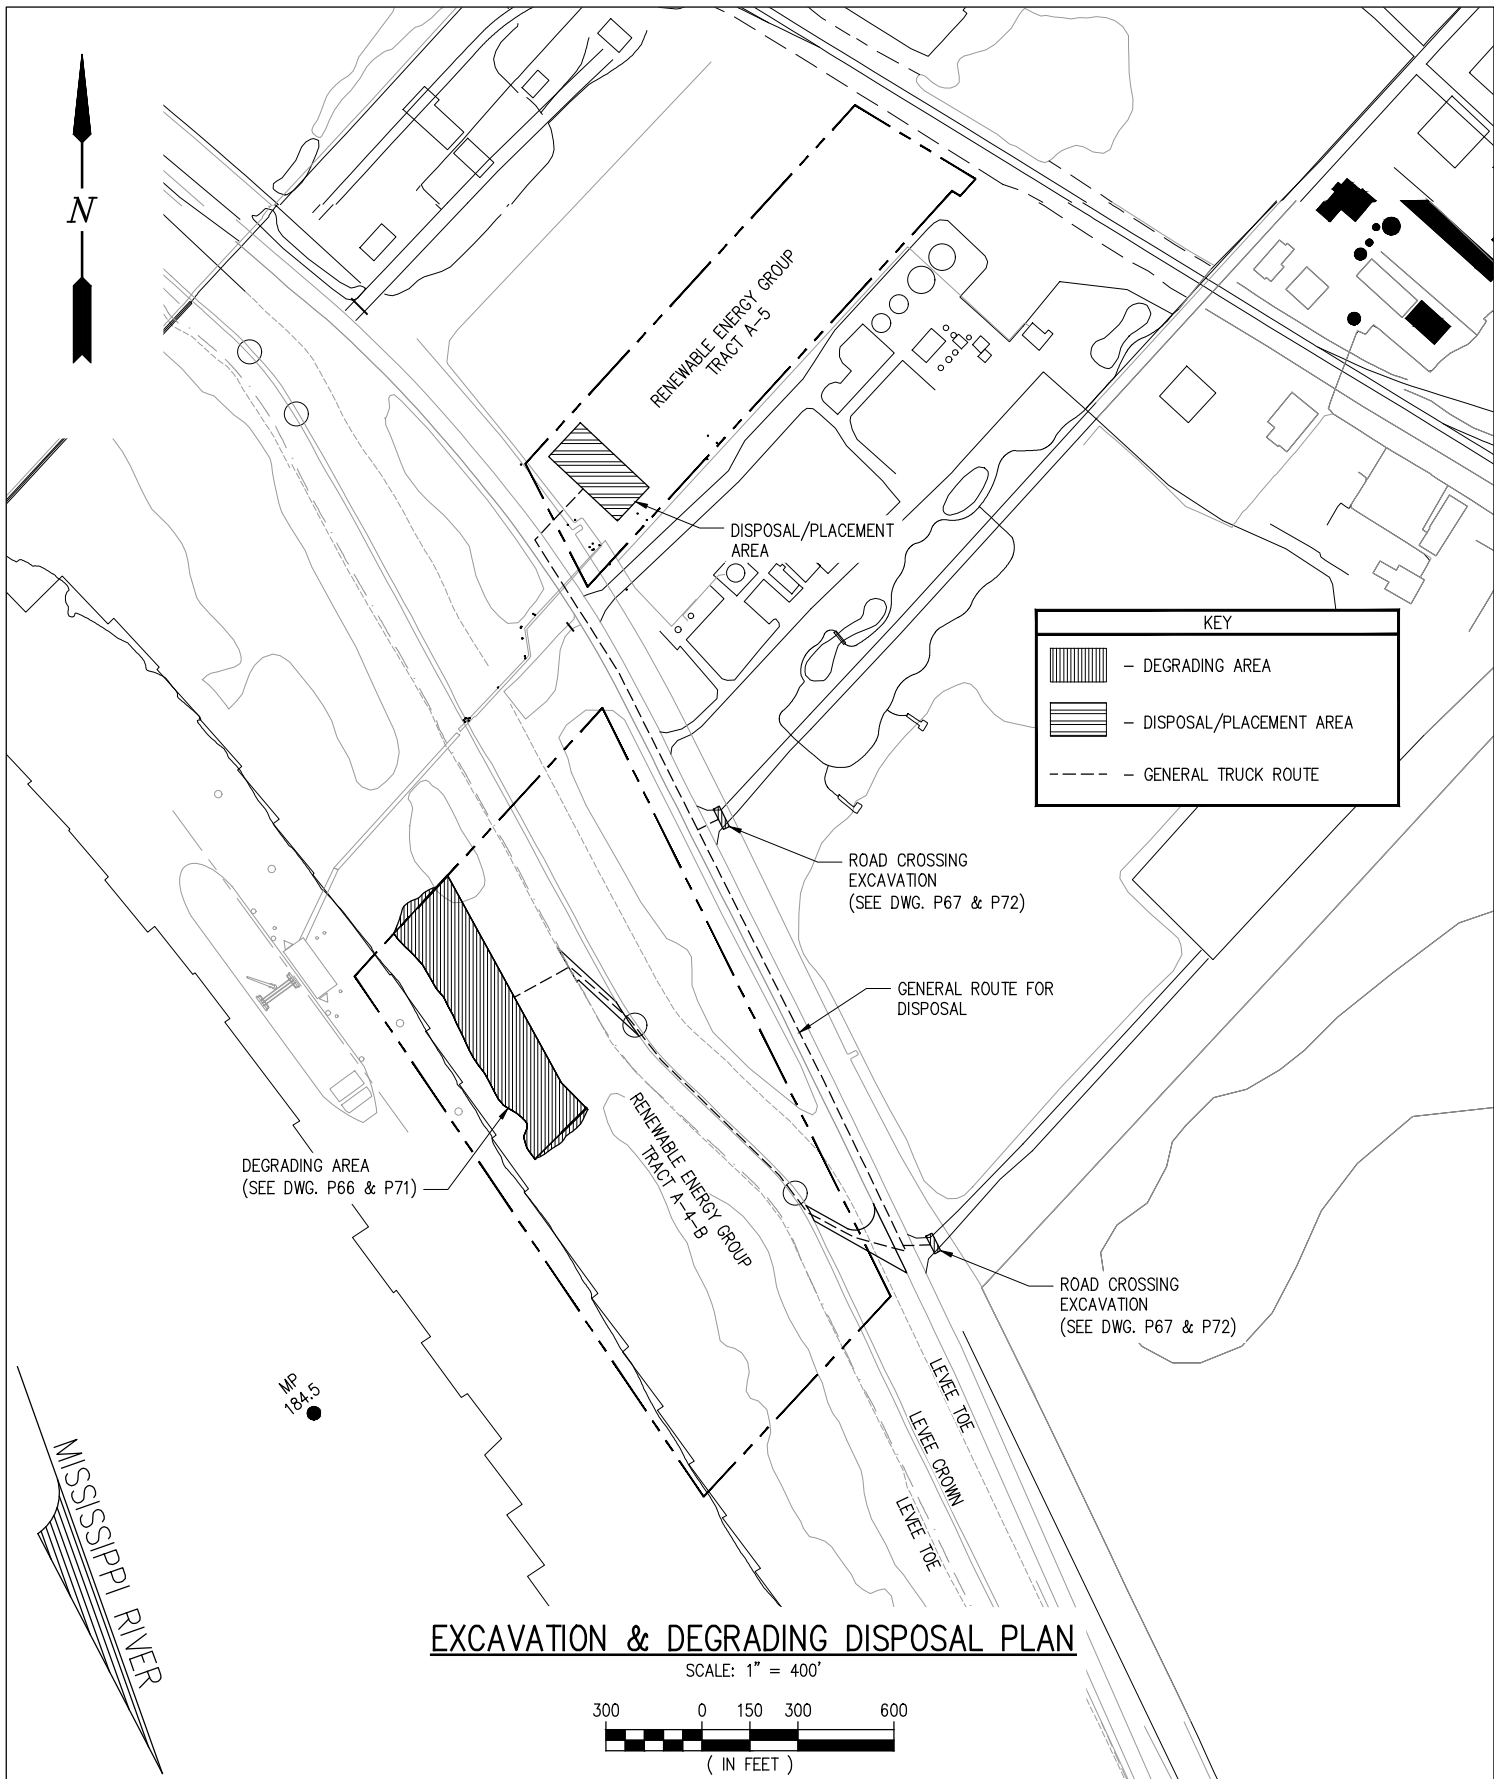 N
RENEWABLE ENERGY GROUP
TRACT A-5
DISPOSAL/PLACEMENT
AREA
KEY
- DEGRADING AREA
- DISPOSAL/PLACEMENT AREA
- GENERAL TRUCK ROUTE
ROAD CROSSING
EXCAVATION
(SEE DWG. P67 & P72)
GENERAL ROUTE FOR
DISPOSAL
DEGRADING AREA
(SEE DWG. P66 & P71)
RENEWABLE ENERGY GROUP
TRACT A-4-B
ROAD CROSSING
EXCAVATION
(SEE DWG. P67 & P72)
MP
184.5
LEVEE TOE
LEVEE CROWN
LEVEE TOE
MISSISSIPPI RIVER
EXCAVATION & DEGRADING DISPOSAL PLAN
SCALE: 1" = 400'
300 0 150 300 600
( IN FEET )